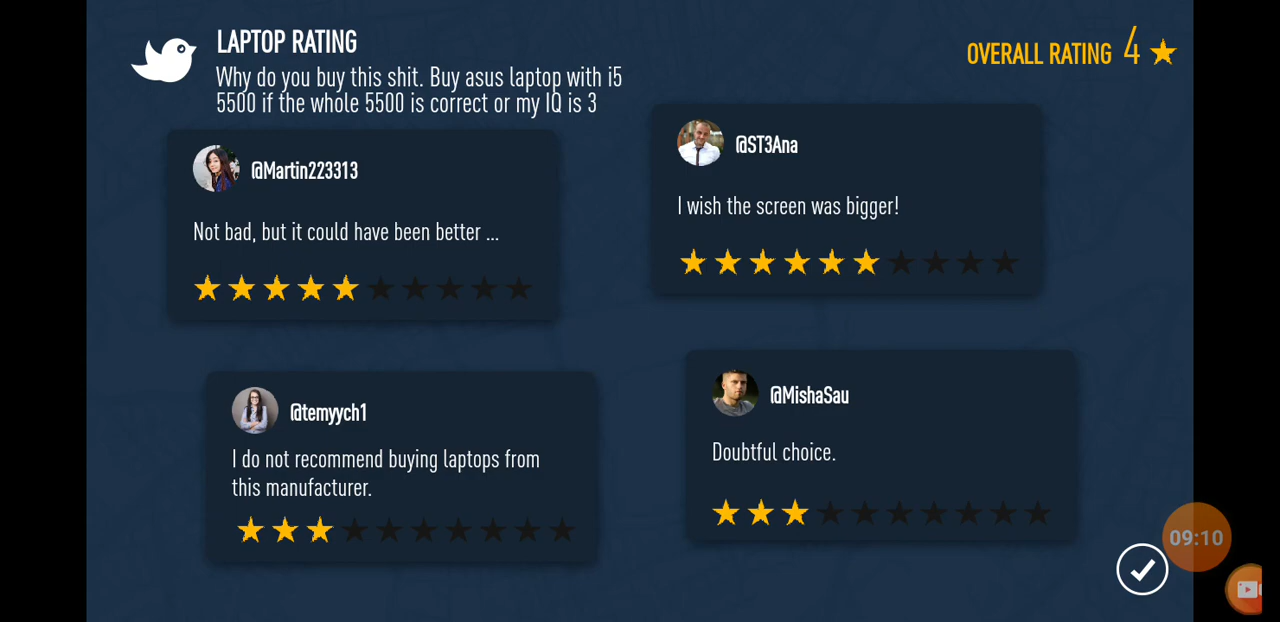 LAPTOP RATING
Why do you buy this shit. Buy asus laptop with i5
5500 if the whole 5500 is correct or my IQ is 3
OVERALL RATING 4
@Martin223313
Not bad, but it could have been better ...
@ST3Ana
I wish the screen was bigger!
@temyych1
I do not recommend buying laptops from
this manufacturer.
@MishaSau
Doubtful choice.
09:10